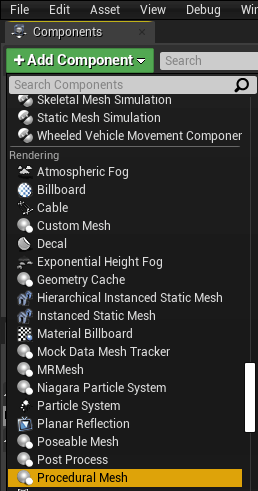 File Edit Asset View Debug
Components
+ Add Component Search
Search Components
Skeletal Mesh Simulation
Static Mesh Simulation
Wheeled Vehicle Movement Componen
Rendering
Atmospheric Fog
Billboard
Cable
Custom Mesh
Decal
Exponential Height Fog
Geometry Cache
Hierarchical Instanced Static Mesh
Instanced Static Mesh
Material Billboard
Mock Data Mesh Tracker
MRMesh
Niagara Particle System
Particle System
Planar Reflection
Poseable Mesh
Post Process
Procedural Mesh